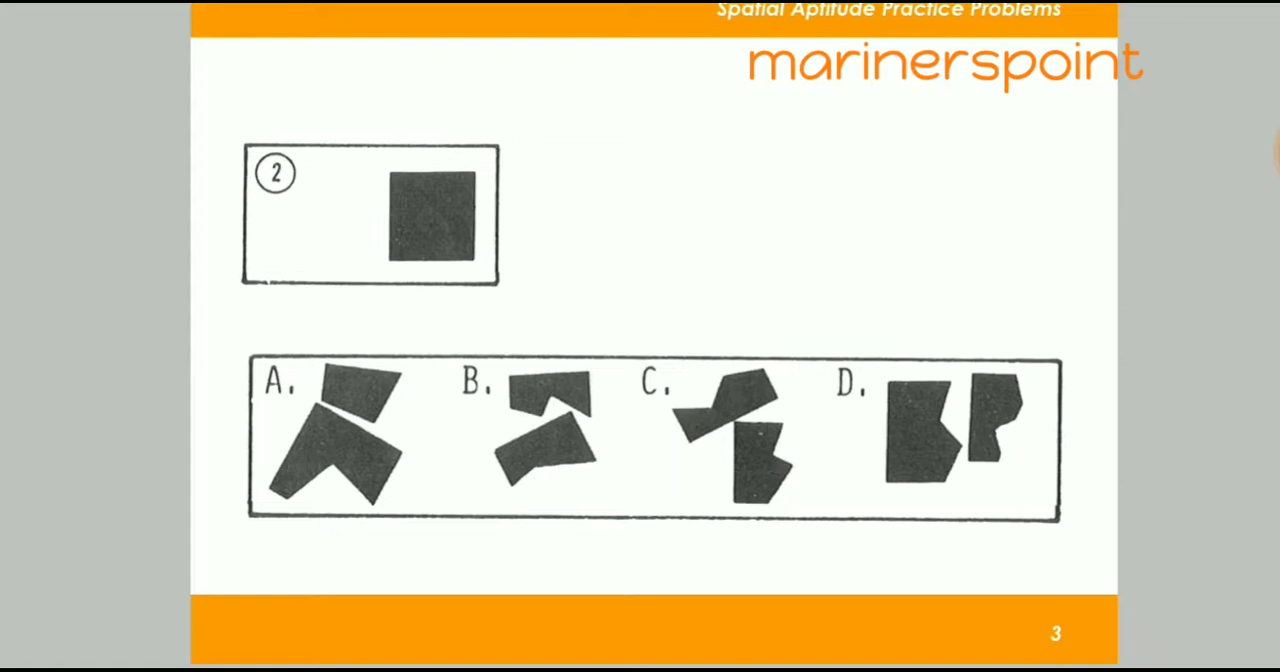 Spatial Aptitude Practice Problems
marinerspoint
2
A. B. C. D.
3